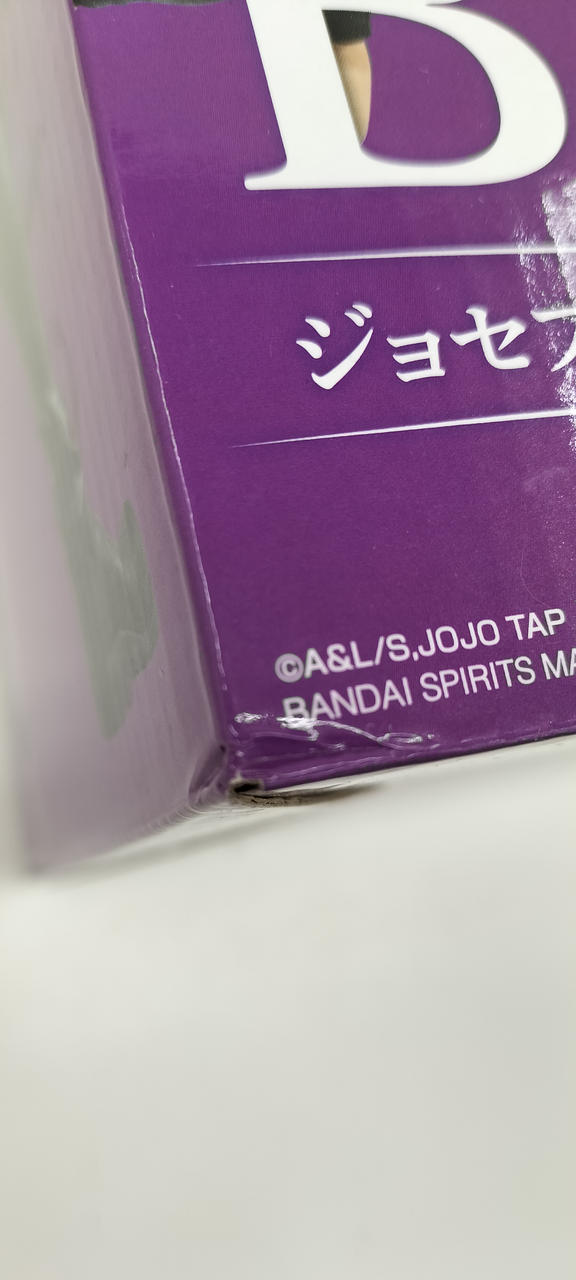 B
ジョセフ
©A&L/S,JOJO TAP
BANDAI SPIRITS MA